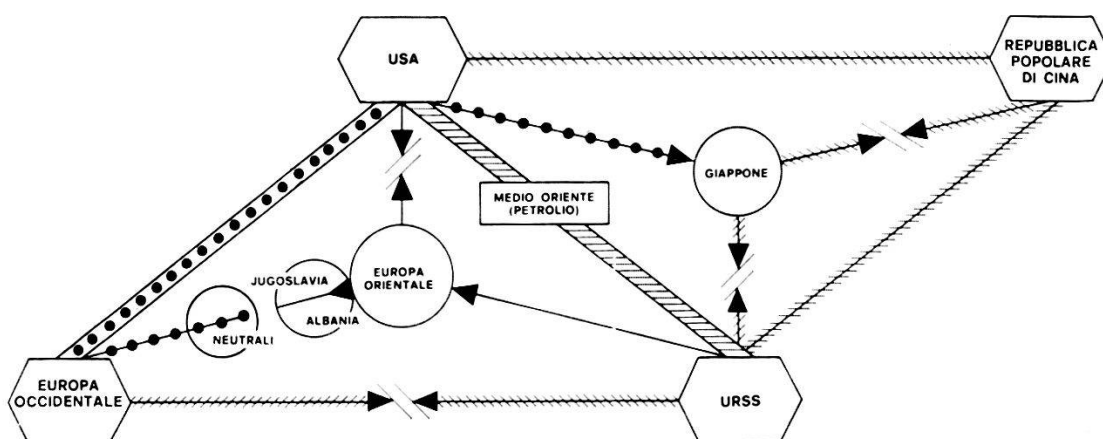 USA
REPUBBLICA
POPOLARE
DI CINA
GIAPPONE
MEDIO ORIENTE
(PETROLIO)
EUROPA
ORIENTALE
JUGOSLAVIA
ALBANIA
NEUTRALI
EUROPA
OCCIDENTALE
URSS